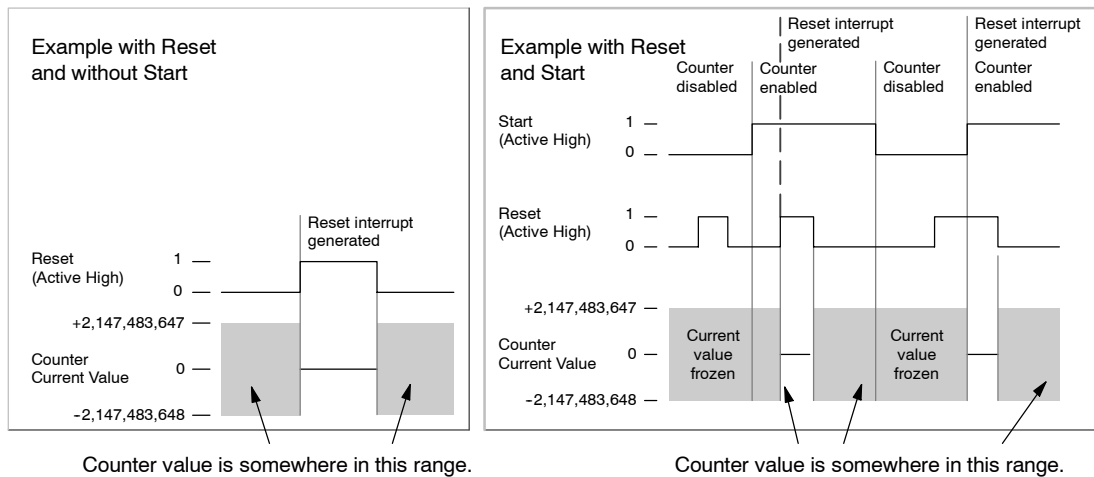 Example with Reset
and without Start
Reset interrupt
generated
Reset
(Active High)
1
0
+2,147,483,647
Counter
Current Value
0
-2,147,483,648
Counter value is somewhere in this range.
Example with Reset
and Start
Reset interrupt
generated
Reset interrupt
generated
Counter
disabled
Counter
enabled
Counter
disabled
Counter
enabled
Start
(Active High)
1
0
Reset
(Active High)
1
0
+2,147,483,647
Counter
Current Value
0
-2,147,483,648
Current
value
frozen
Current
value
frozen
Counter value is somewhere in this range.